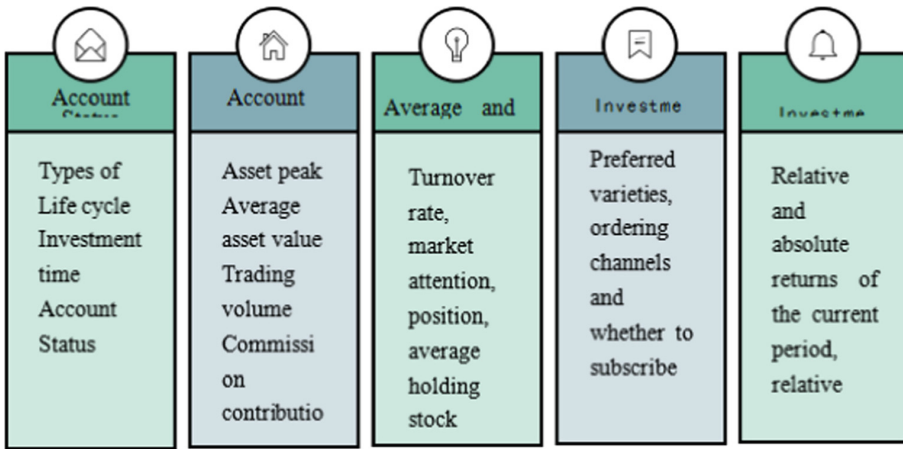 Account
Status
Types of
Life cycle
Investment
time
Account
Status
Account
Asset peak
Average
asset value
Trading
volume
Commissi
on
contributio
Average and
Turnover
rate,
market
attention,
position,
average
holding
stock
Investme
Preferred
varieties,
ordering
channels
and
whether to
subscribe
Investme
Relative
and
absolute
returns of
the current
period,
relative